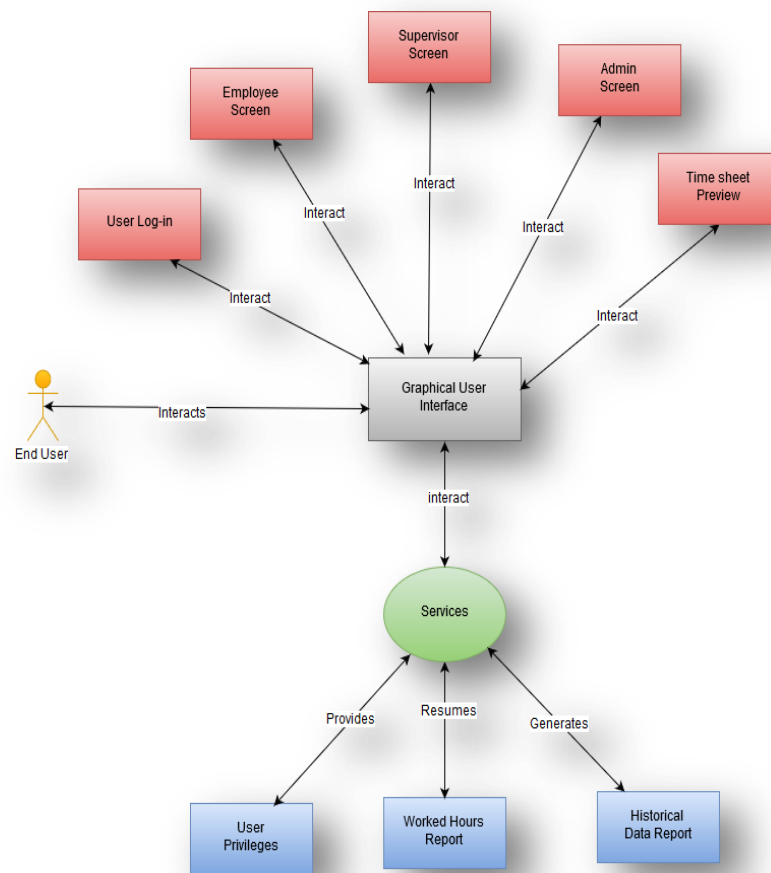 Supervisor
Screen
Admin
Screen
Employee
Screen
Time sheet
Preview
User Log-in
Interact
Interact
Interact
Interact
Interact
Graphical User
Interface
Interacts
End User
interact
Services
Provides
Resumes
Generates
User
Privileges
Worked Hours
Report
Historical
Data Report